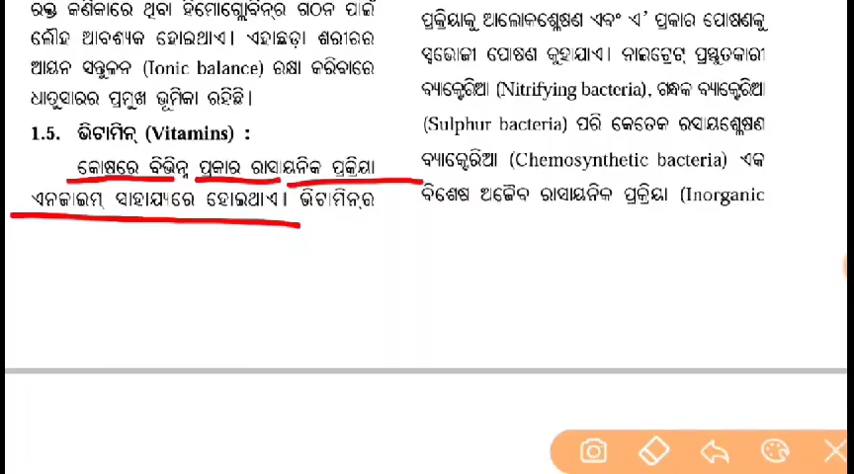 ରକ୍ତ କଣିକାରେ ଥିବା ହିମୋଗ୍ଲୋବିନ୍‌ର ଗଠନ ପାଇଁ
ଲୌହ ଆବଶ୍ୟକ ହୋଇଥାଏ। ଏହାଛଡ଼ା ଶରୀରର
ଆୟନ ସନ୍ତୁଳନ (Ionic balance) ରକ୍ଷା କରିବାରେ
ଧାତୁସାରର ପ୍ରମୁଖ ଭୂମିକା ରହିଛି।
1.5. ଭିଟାମିନ୍ (Vitamins) :
କୋଷରେ ବିଭିନ୍ନ ପ୍ରକାର ରାସାୟନିକ ପ୍ରକ୍ରିୟା
ଏନଜାଇମ୍ ସାହାଯ୍ୟରେ ହୋଇଥାଏ। ଭିଟାମିନ୍‌ର
ପ୍ରକ୍ରିୟାକୁ ଆଲୋକଶ୍ଳେଷଣ ଏବଂ ଏ' ପ୍ରକାର ପୋଷଣକୁ
ସ୍ୱଭୋଜୀ ପୋଷଣ କୁହାଯାଏ। ନାଇଟ୍ରେଟ୍ ପ୍ରସ୍ତୁତକାରୀ
ବ୍ୟାକ୍ଟେରିଆ (Nitrifying bacteria), ଗନ୍ଧକ ବ୍ୟାକ୍ଟେରିଆ
(Sulphur bacteria) ପରି କେତେକ ରସାୟଶ୍ଳେଷଣ
ବ୍ୟାକ୍ଟେରିଆ (Chemosynthetic bacteria) ଏକ
ବିଶେଷ ଅଜୈବ ରାସାୟନିକ ପ୍ରକ୍ରିୟା (Inorganic